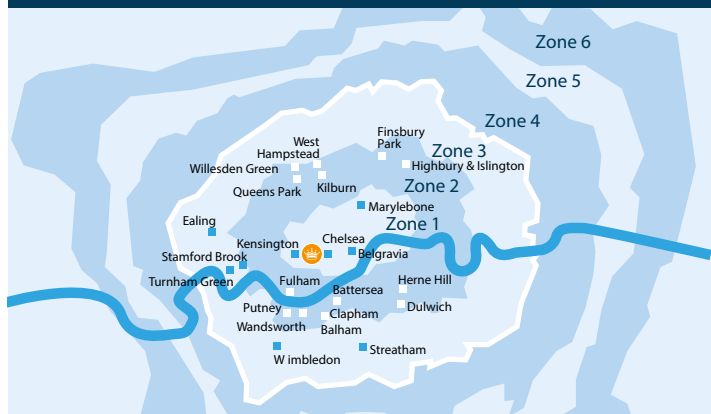 Zone 6
Zone 5
Zone 4
Finsbury
Park
West
Hampstead
Zone 3
Willesden Green
Highbury & Islington
Queens Park
Kilburn
Zone 2
Marylebone
Ealing
Zone 1
Kensington
Chelsea
Stamford Brook
Belgravia
Turnham Green
Fulham
Battersea
Herne Hill
Putney
Clapham
Dulwich
Wandsworth
Balham
W imbledon
Streatham